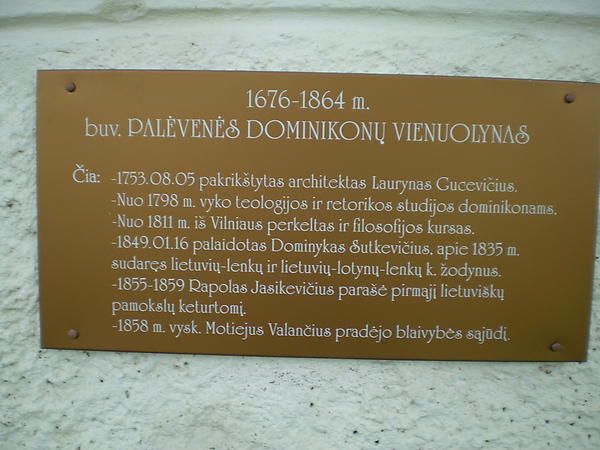 1676-1864 m.
buv. PALĖVENĖS DOMINIKONŲ VIENUOLYNAS
Čia: -1753.08.05 pakrikštytas architektas Laurynas Gucevičius.
-Nuo 1798 m. vyko teologijos ir retorikos studijos dominikonams.
-Nuo 1811 m. iš Vilniaus perkeltas ir filosofijos kursas.
-1849.01.16 palaidotas Dominykas Sutkevičius, apie 1835 m.
sudaręs lietuvių-lenkų ir lietuvių-lotynų-lenkų k. žodynus.
-1855-1859 Rapolas Jasikevičius parašė pirmąjį lietuviškų
pamokslų keturtomį.
-1858 m. vysk. Motiejus Valančius pradėjo blaivybės sąjūdį.